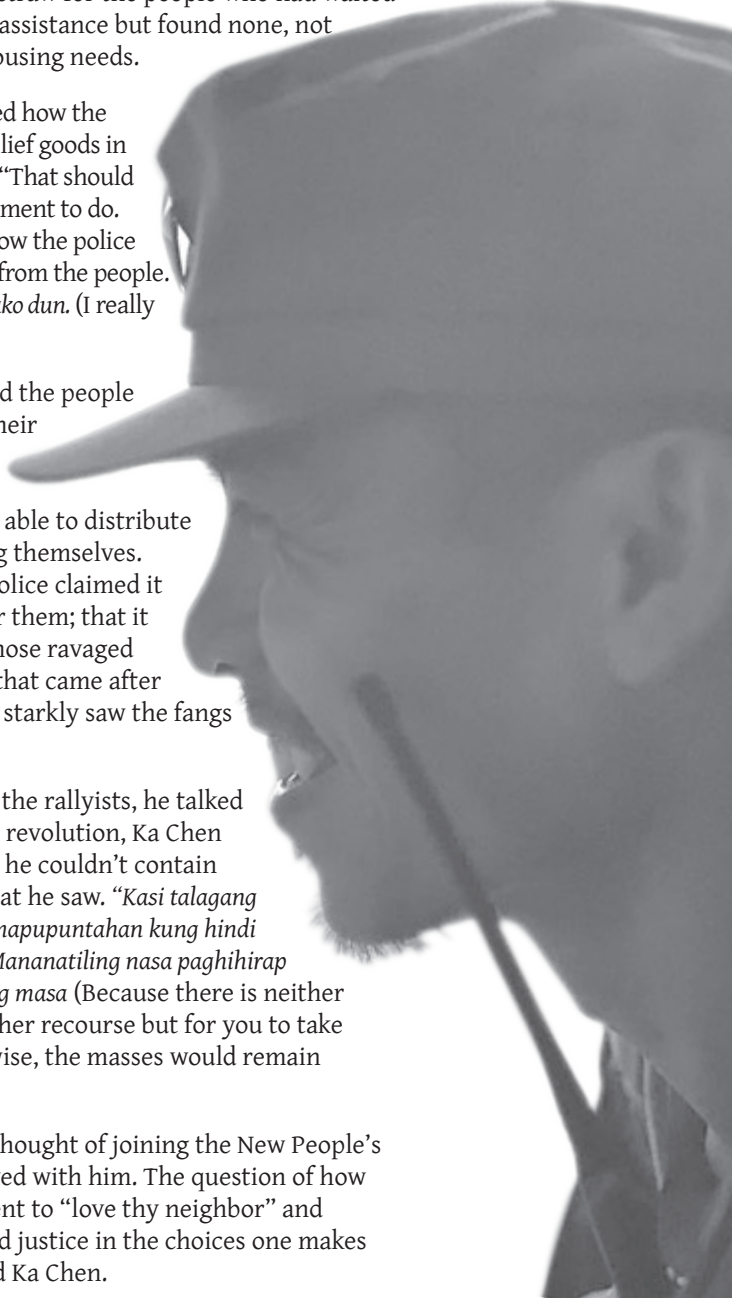 assistance but found none, not
ousing needs.
ed how the
lief goods in
“That should
ment to do.
ow the police
from the people.
ko dun. (I really
d the people
heir
able to distribute
g themselves.
olice claimed it
r them; that it
hose ravaged
that came after
starkly saw the fangs
the rallyists, he talked
revolution, Ka Chen
he couldn’t contain
at he saw. “Kasi talagang
mapupuntahan kung hindi
Mananatiling nasa paghihirap
g masa (Because there is neither
her recourse but for you to take
wise, the masses would remain
hought of joining the New People’s
ed with him. The question of how
ent to “love thy neighbor” and
d justice in the choices one makes
d Ka Chen.